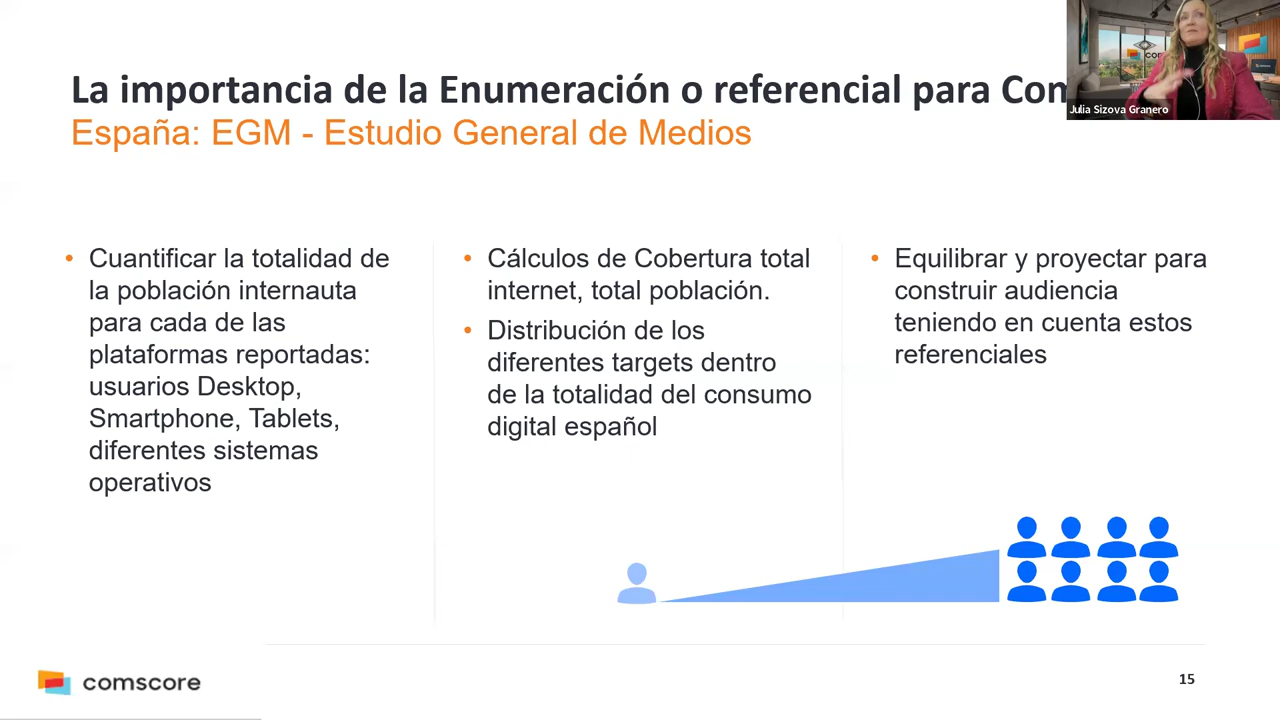 La importancia de la Enumeración o referencial para
España: EGM - Estudio General de Medios
Julia Sizova Granero
• Cuantificar la totalidad de
la población internauta
para cada de las
plataformas reportadas:
usuarios Desktop,
Smartphone, Tablets,
diferentes sistemas
operativos
• Cálculos de Cobertura total
internet, total población.
• Distribución de los
diferentes targets dentro
de la totalidad del consumo
digital español
• Equilibrar y proyectar para
construir audiencia
teniendo en cuenta estos
referenciales
comscore
15